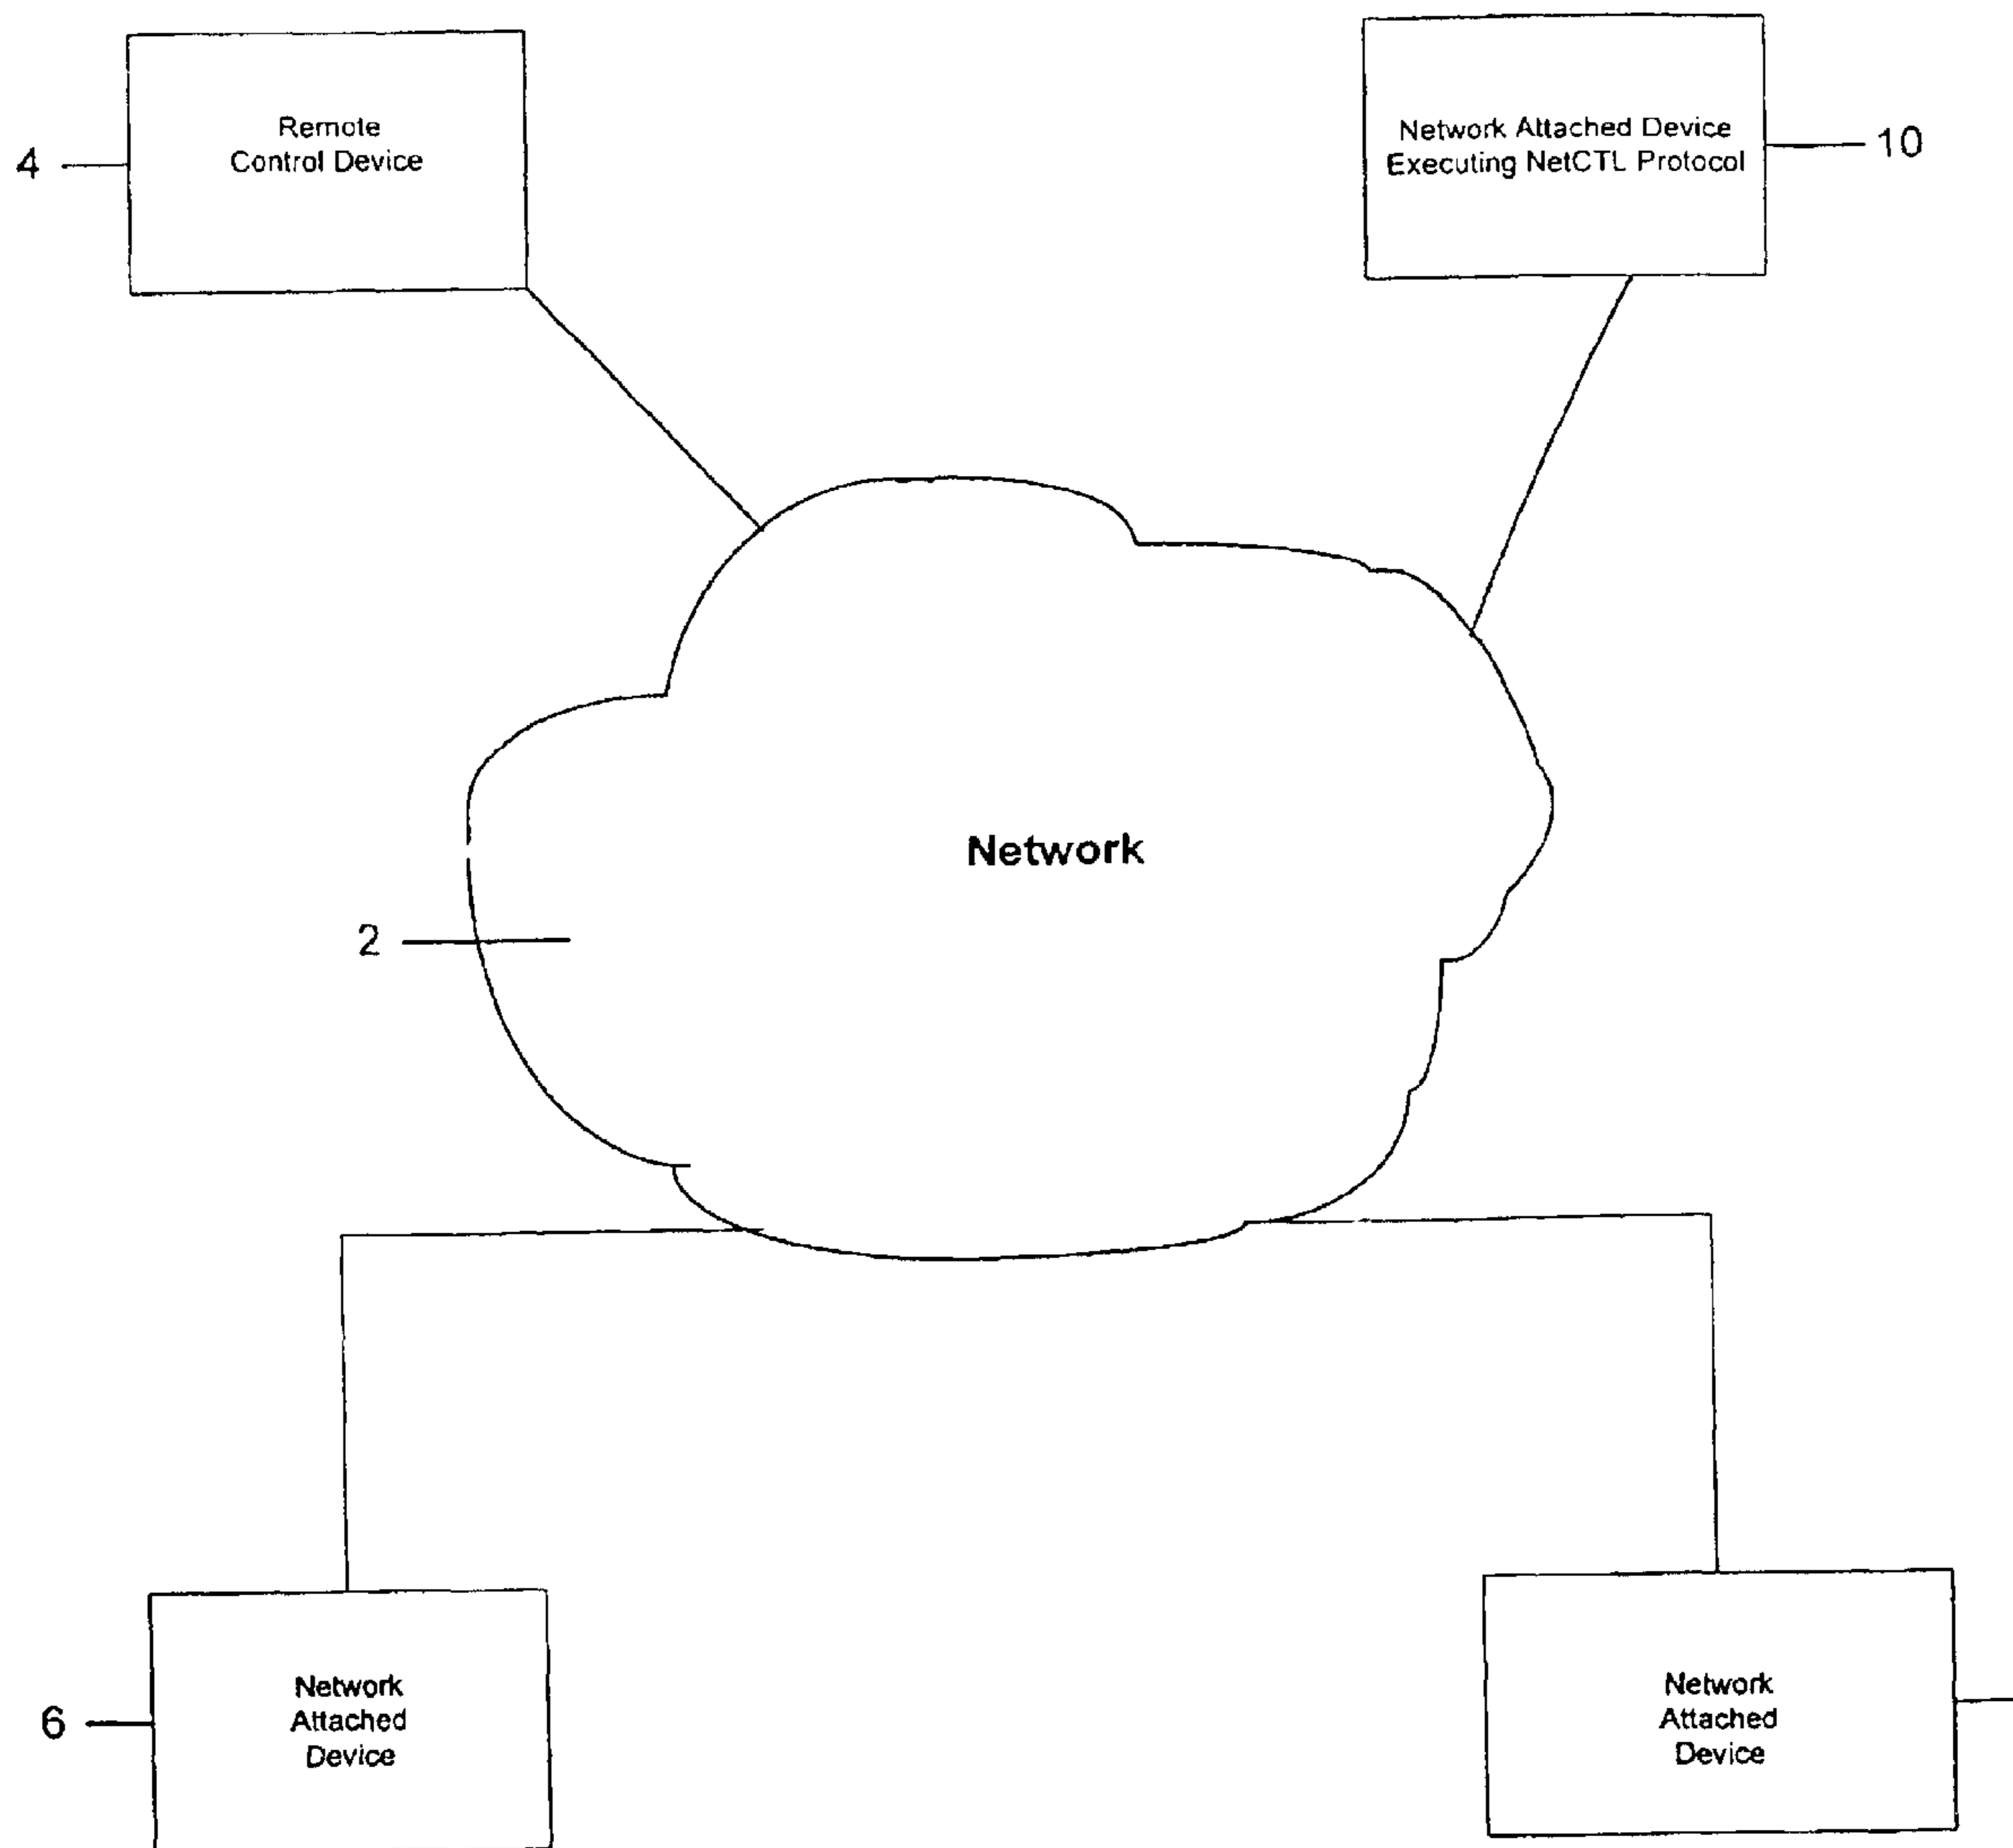 Remote
Control Device
4
Network Attached Device
Executing NetCTL Protocol
10
Network
2
Network
Attached
Device
6
Network
Attached
Device